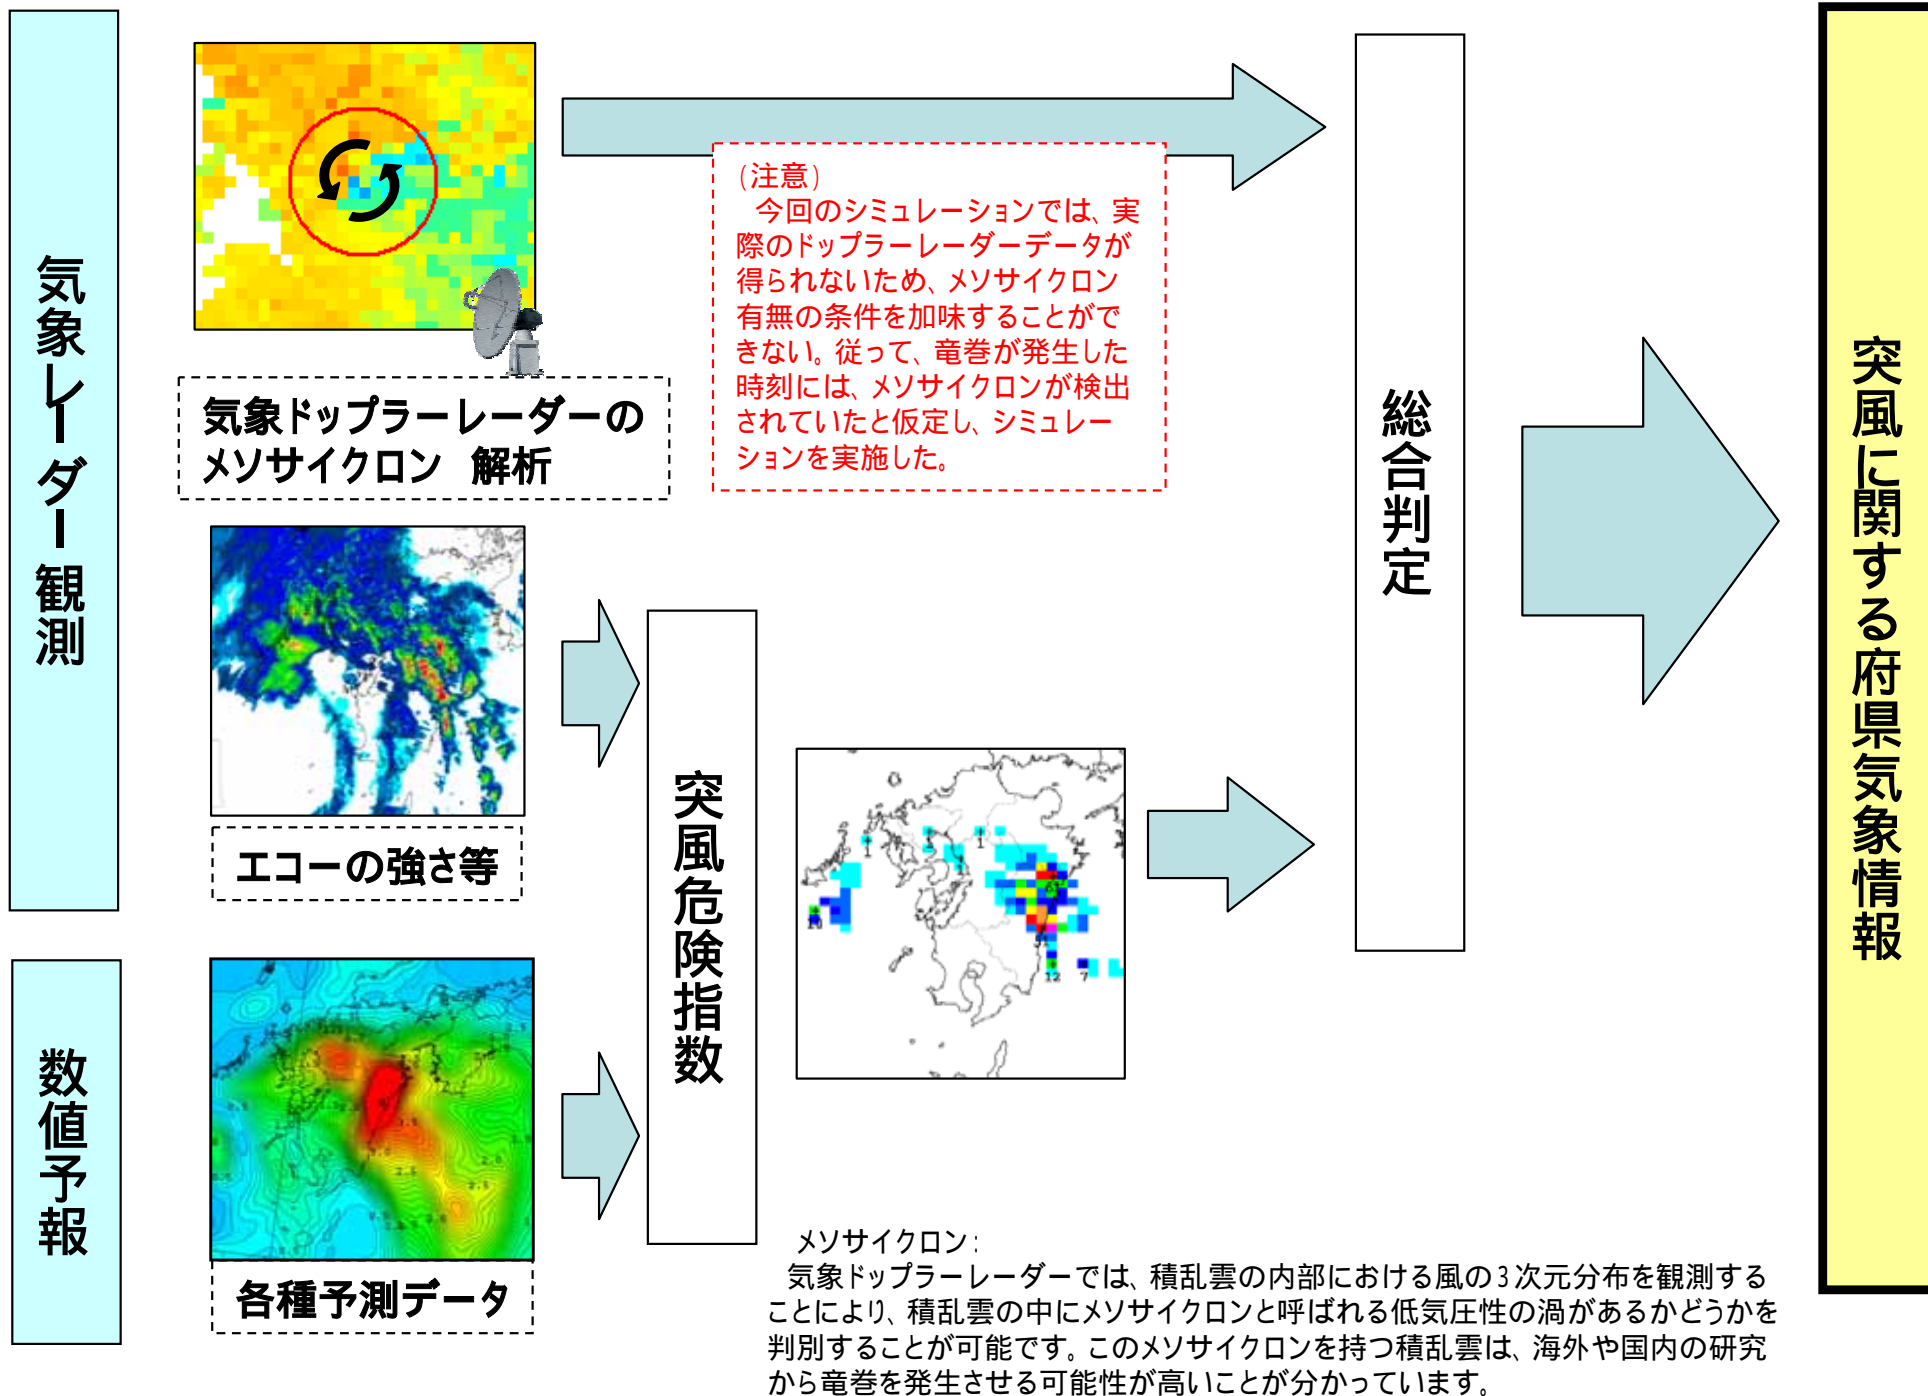 気象レーダー観測
気象ドップラーレーダーの
メソサイクロン 解析
(注意)
今回のシミュレーションでは、実
際のドップラーレーダーデータが
得られないため、メソサイクロン
有無の条件を加味することがで
きない。従って、竜巻が発生した
時刻には、メソサイクロンが検出
されていたと仮定し、シミュレー
ションを実施した。
エコーの強さ等
数値予報
各種予測データ
突風危険指数
12 7
総合判定
突風に関する府県気象情報
メソサイクロン:
気象ドップラーレーダーでは、積乱雲の内部における風の3次元分布を観測する
ことにより、積乱雲の中にメソサイクロンと呼ばれる低気圧性の渦があるかどうかを
判別することが可能です。このメソサイクロンを持つ積乱雲は、海外や国内の研究
から竜巻を発生させる可能性が高いことが分かっています。